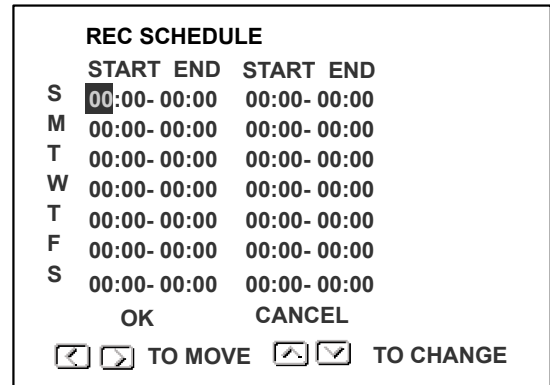 REC SCHEDULE
START END START END
S 00:00- 00:00 00:00- 00:00
M 00:00- 00:00 00:00- 00:00
T 00:00- 00:00 00:00- 00:00
W 00:00- 00:00 00:00- 00:00
T 00:00- 00:00 00:00- 00:00
F 00:00- 00:00 00:00- 00:00
S 00:00- 00:00 00:00- 00:00
OK CANCEL
TO MOVE TO CHANGE